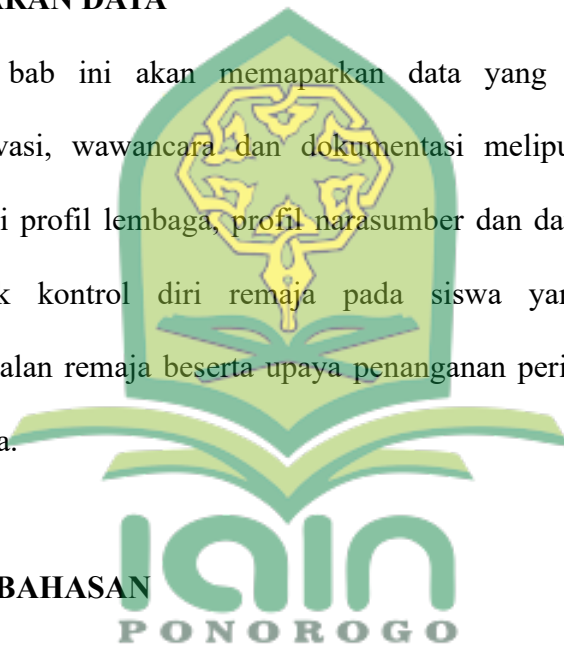 RAN DATA
bab ini akan memaparkan data yang
vasi, wawancara dan dokumentasi melipu
i profil lembaga, profil narasumber dan da
k kontrol diri remaja pada siswa yan
alan remaja beserta upaya penanganan peri
a.
BAHASAN
iain
PONOROGO